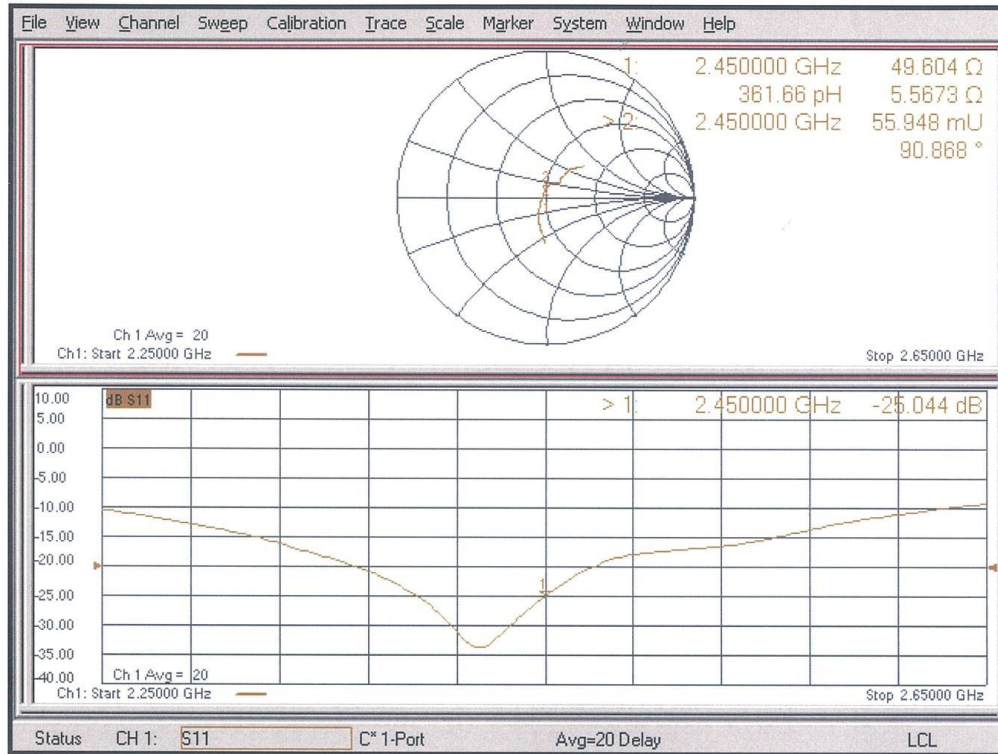 File View Channel Sweep Calibration Trace Scale Marker System Window Help
1: 2.450000 GHz 49.604 Ω
361.66 pH 5.5673 Ω
> 2: 2.450000 GHz 55.948 mU
90.868 °
Ch 1 Avg = 20
Ch1: Start 2.25000 GHz
Stop 2.65000 GHz
dB S11
> 1: 2.450000 GHz -25.044 dB
10.00
5.00
0.00
-5.00
-10.00
-15.00
-20.00
-25.00
-30.00
-35.00
-40.00
1
Ch 1 Avg = 20
Ch1: Start 2.25000 GHz
Stop 2.65000 GHz
Status CH 1: S11 C* 1-Port Avg=20 Delay LCL